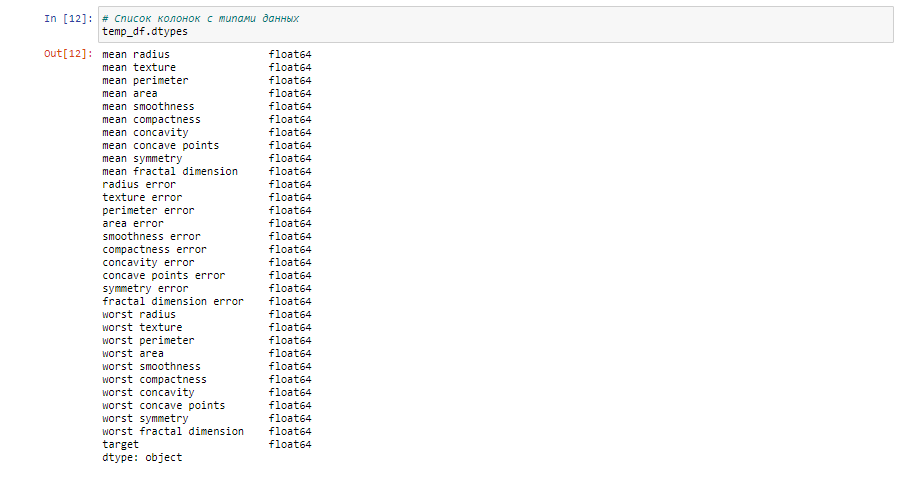 In [12]: # Список колонок с типами данных
temp_df.dtypes
Out[12]: mean radius float64
mean texture float64
mean perimeter float64
mean area float64
mean smoothness float64
mean compactness float64
mean concavity float64
mean concave points float64
mean symmetry float64
mean fractal dimension float64
radius error float64
texture error float64
perimeter error float64
area error float64
smoothness error float64
compactness error float64
concavity error float64
concave points error float64
symmetry error float64
fractal dimension error float64
worst radius float64
worst texture float64
worst perimeter float64
worst area float64
worst smoothness float64
worst compactness float64
worst concavity float64
worst concave points float64
worst symmetry float64
worst fractal dimension float64
target float64
dtype: object